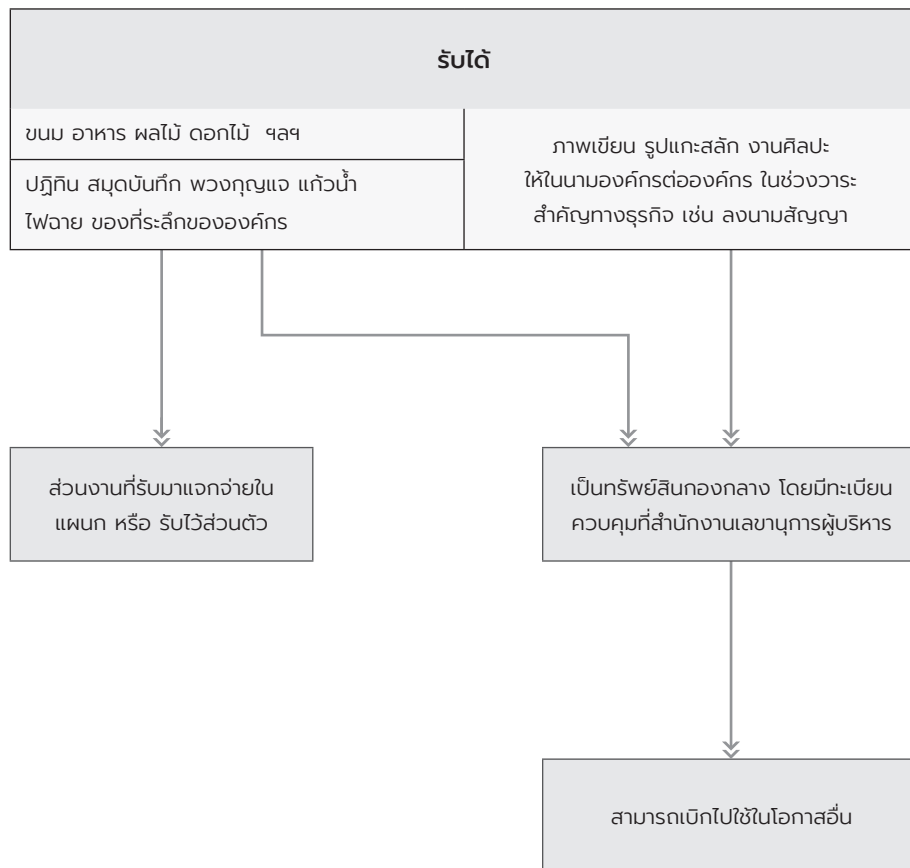 รับได้
ขนม อาหาร ผลไม้ ดอกไม้ ฯลฯ
ปฏิทิน สมุดบันทึก พวงกุญแจ แก้วน้ำ
ไฟฉาย ของที่ระลึกขององค์กร
ภาพเขียน รูปแกะสลัก งานศิลปะ
ให้ในนามองค์กรต่อองค์กร ในช่วงวาระ
สำคัญทางธุรกิจ เช่น ลงนามสัญญา
ส่วนงานที่รับมาแจกจ่ายใน
แผนก หรือ รับไว้ส่วนตัว
เป็นทรัพย์สินกองกลาง โดยมีทะเบียน
ควบคุมที่สำนักงานเลขานุการผู้บริหาร
สามารถเบิกไปใช้ในโอกาสอื่น